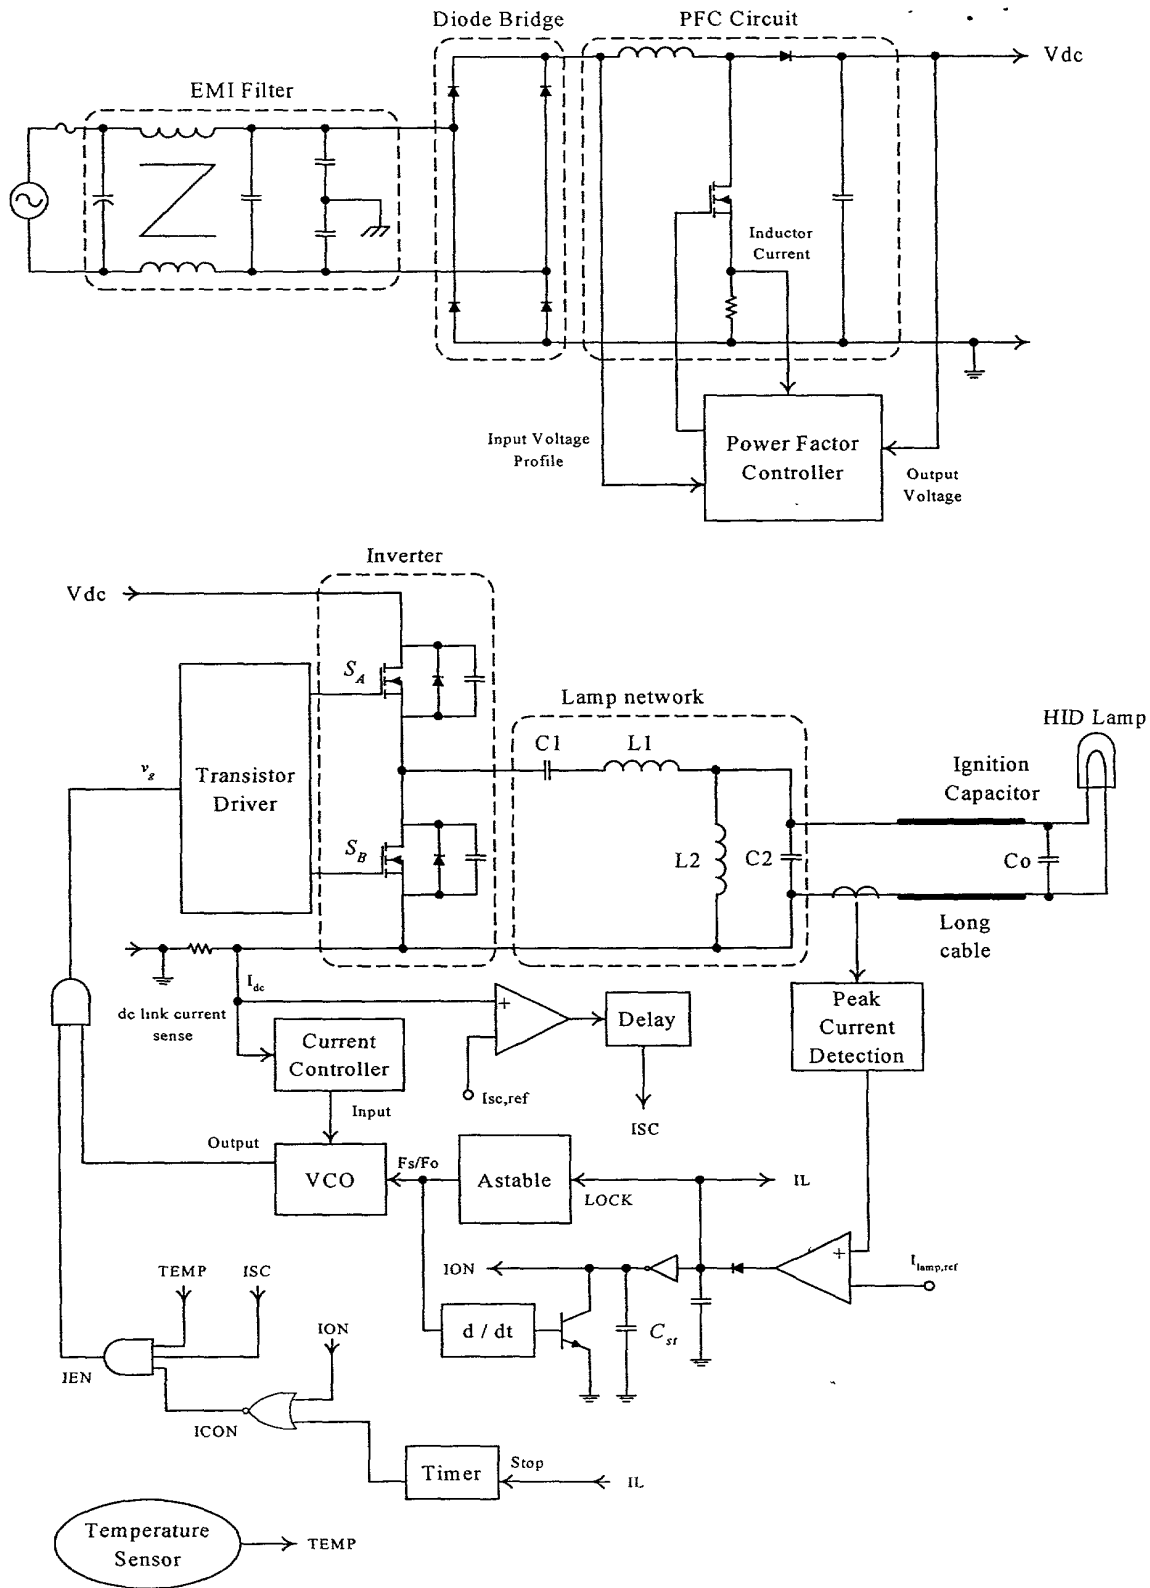 Diode Bridge
PFC Circuit
Vdc
EMI Filter
Inductor
Current
Input Voltage
Profile
Power Factor
Controller
Output
Voltage
Inverter
Vdc
S_A
Lamp network
HID Lamp
C1
L1
v_g
Transistor
Driver
Ignition
Capacitor
S_B
L2
C2
Co
Long
cable
I_dc
dc link current
sense
+
Delay
Peak
Current
Detection
Current
Controller
Isc,ref
Input
ISC
Output
VCO
Fs/Fo
Astable
LOCK
IL
+
I_lamp,ref
TEMP
ISC
ION
ION
d / dt
C_st
IEN
ICON
Timer
Stop
IL
Temperature
Sensor
TEMP